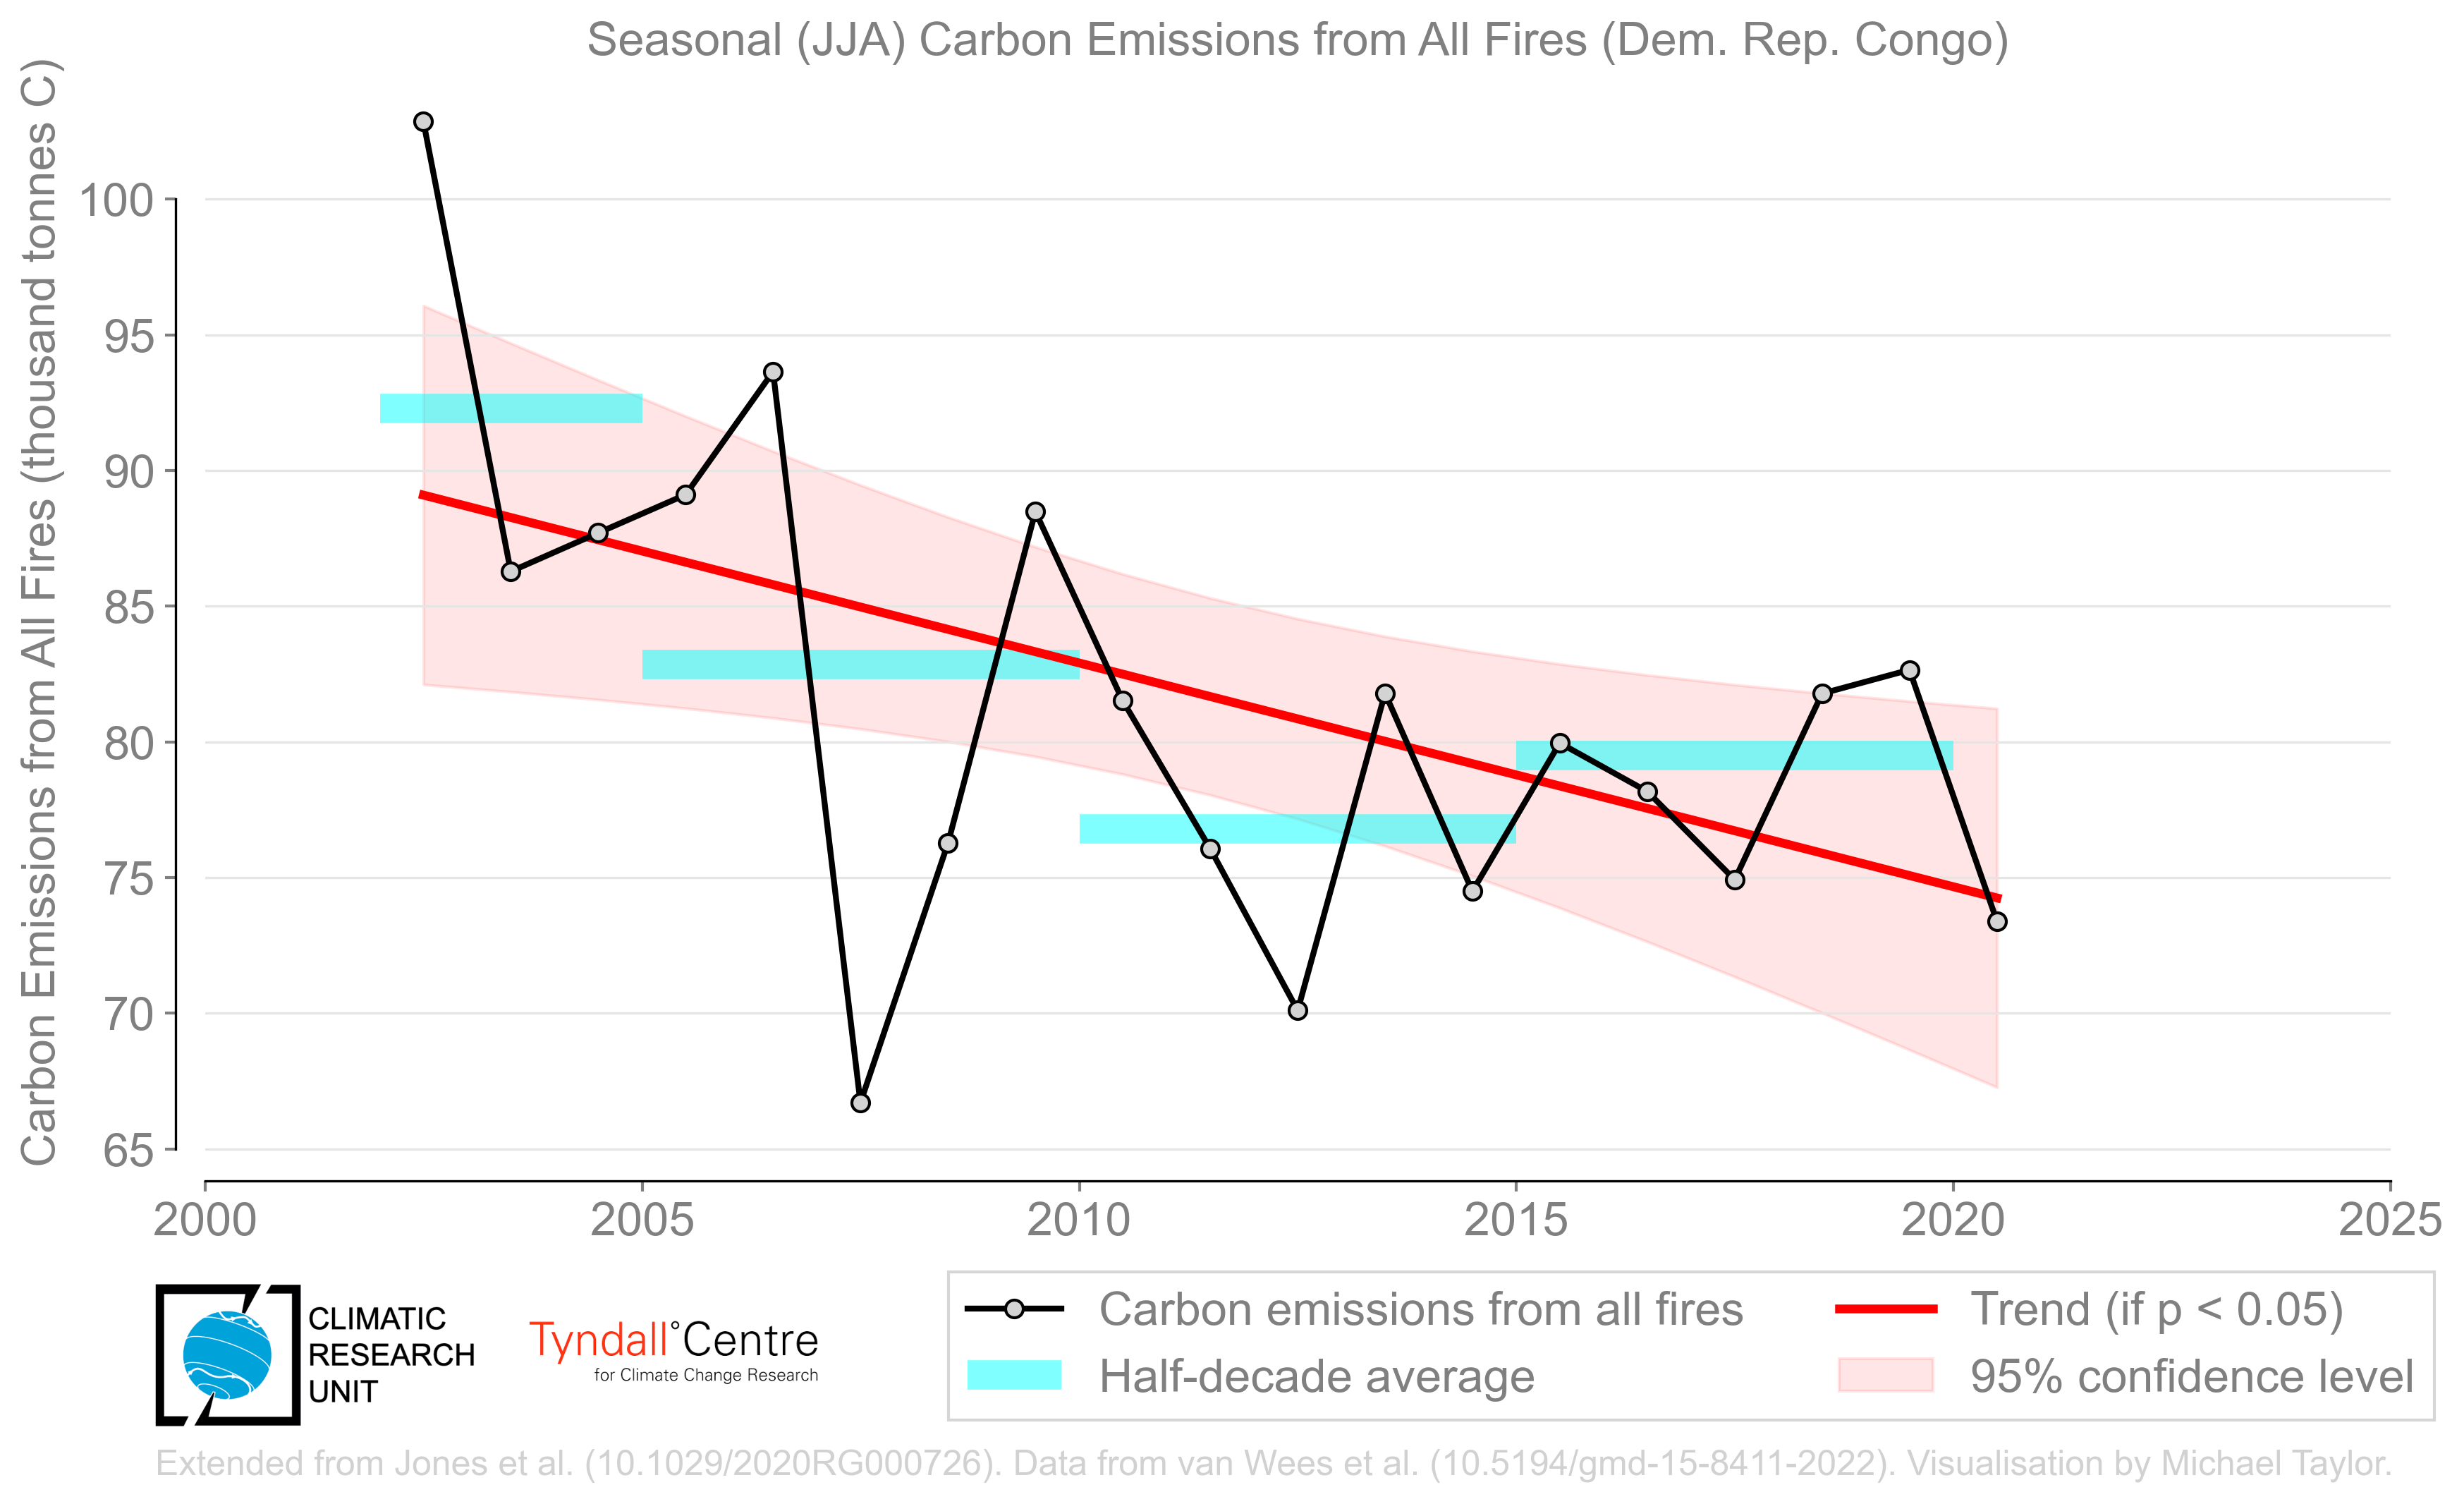 Seasonal (JJA) Carbon Emissions from All Fires (Dem. Rep. Congo)
Carbon Emissions from All Fires (thousand tonnes C)
100
95
90
85
80
75
70
65
2000
2005
2010
2015
2020
2025
CLIMATIC
RESEARCH
UNIT
Tyndall°Centre
for Climate Change Research
Carbon emissions from all fires
Half-decade average
Trend (if p < 0.05)
95% confidence level
Extended from Jones et al. (10.1029/2020RG000726). Data from van Wees et al. (10.5194/gmd-15-8411-2022). Visualisation by Michael Taylor.